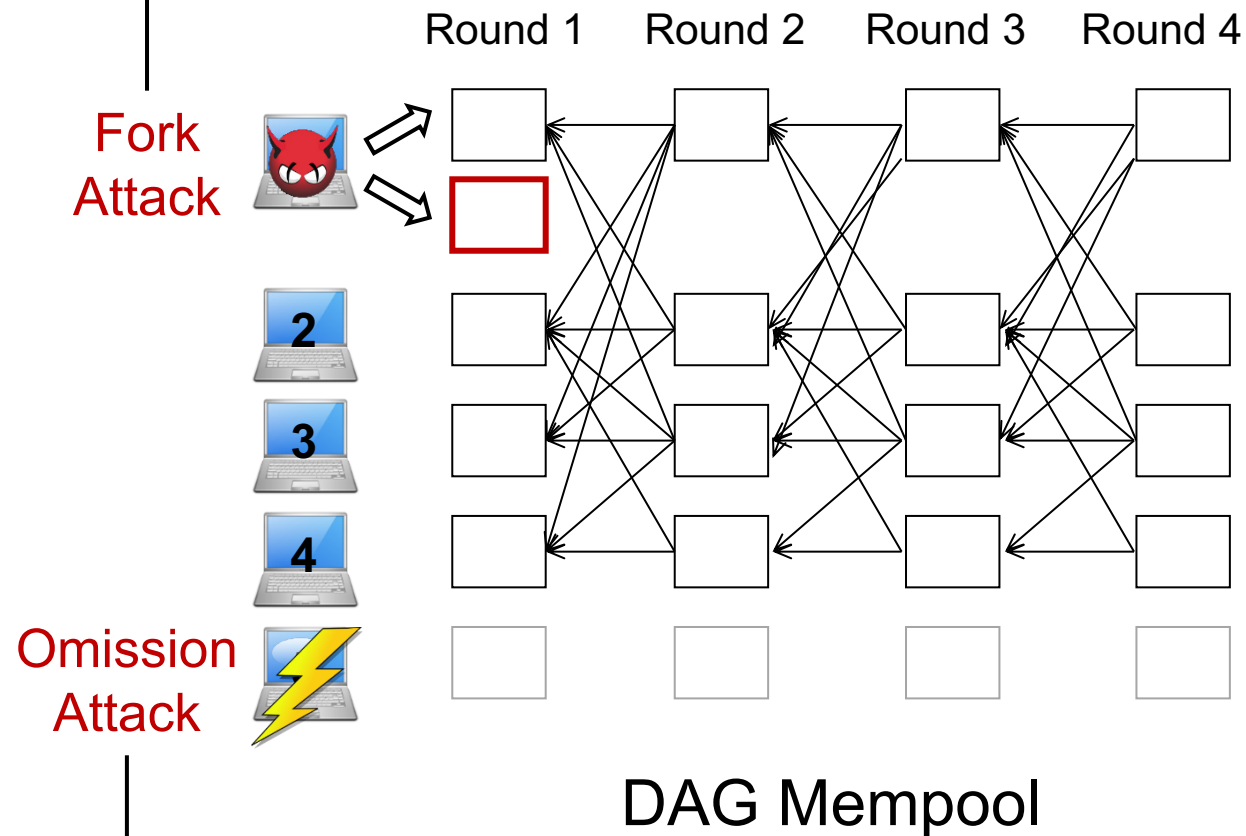 Round 1 Round 2 Round 3 Round 4
Fork
Attack
2
3
4
Omission
Attack
DAG Mempool